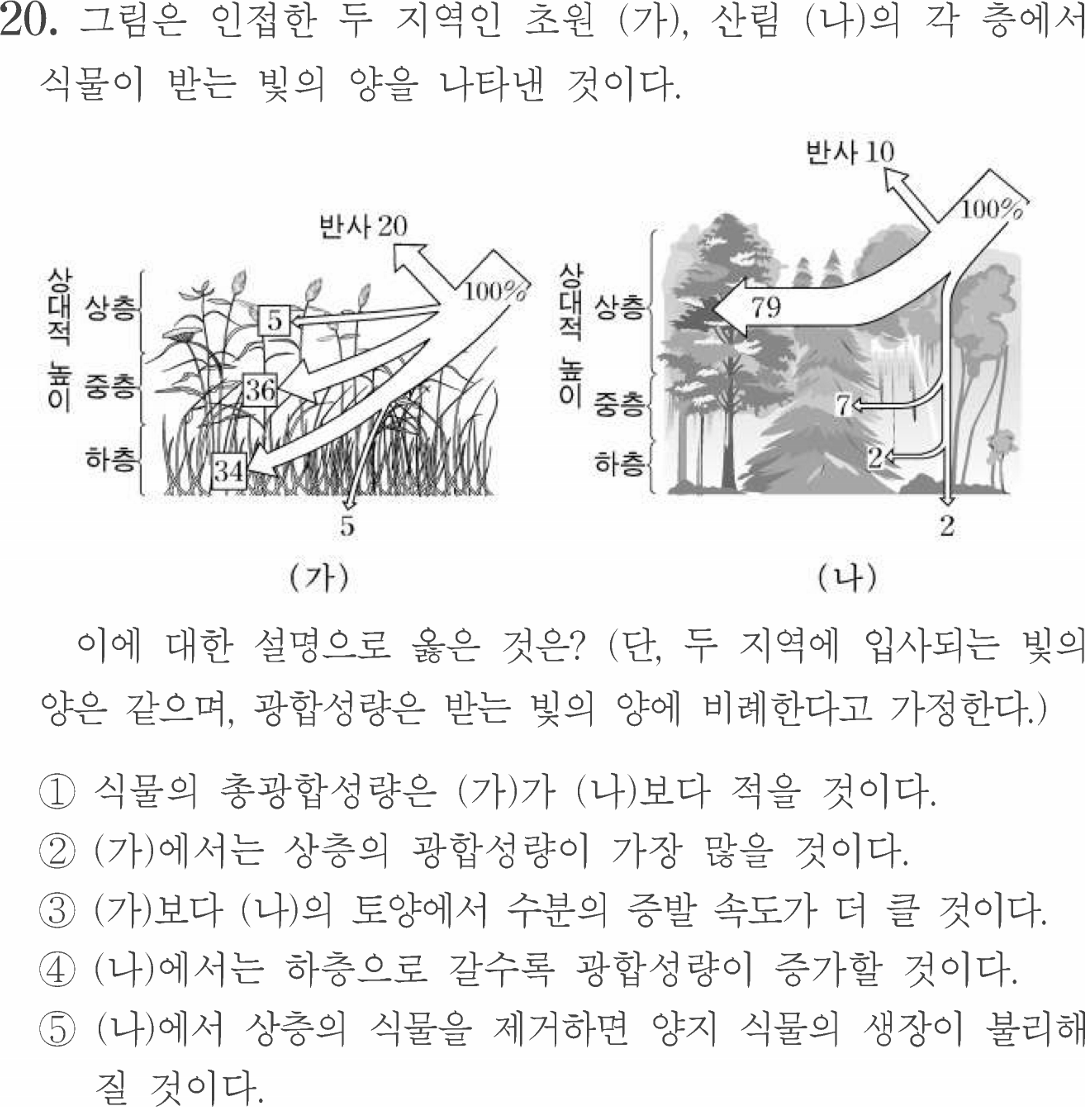 20. 그림은 인접한 두 지역인 초원 (가), 산림 (나)의 각 층에서
식물이 받는 빛의 양을 나타낸 것이다.
반사 20
100%
상대적 높이
상층
중층
하층
5
36
34
5
(가)
반사 10
100%
상대적 높이
상층
중층
하층
79
7
2
2
(나)
이에 대한 설명으로 옳은 것은? (단, 두 지역에 입사되는 빛의
양은 같으며, 광합성량은 받는 빛의 양에 비례한다고 가정한다.)
① 식물의 총광합성량은 (가)가 (나)보다 적을 것이다.
② (가)에서는 상층의 광합성량이 가장 많을 것이다.
③ (가)보다 (나)의 토양에서 수분의 증발 속도가 더 클 것이다.
④ (나)에서는 하층으로 갈수록 광합성량이 증가할 것이다.
⑤ (나)에서 상층의 식물을 제거하면 양지 식물의 생장이 불리해
질 것이다.